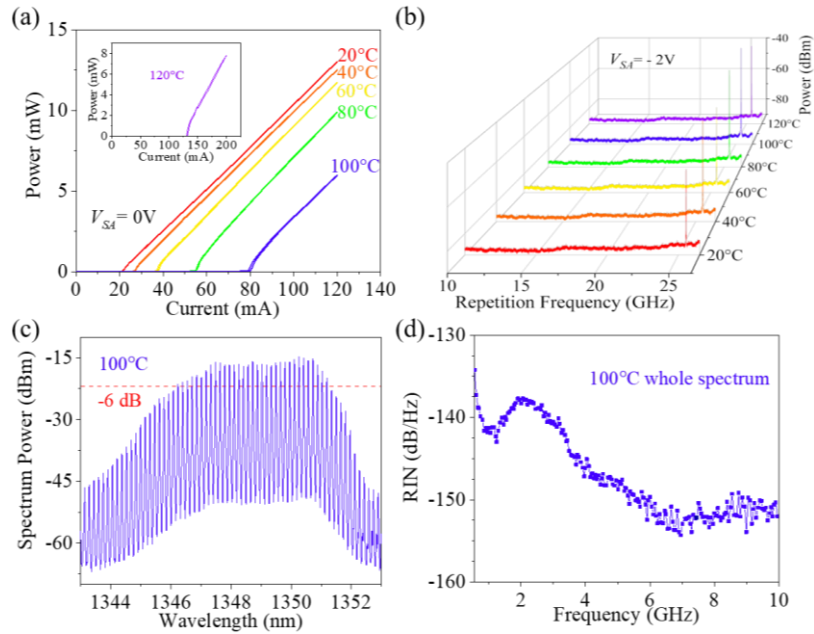 (a)
15
10
5
0
Power (mW)
0 20 40 60 80 100 120 140
Current (mA)
20°C
40°C
60°C
80°C
100°C
V_SA= 0V
8
6
4
2
0
Power (mW)
120°C
0 50 100 150 200
Current (mA)
(b)
V_SA= - 2V
-40
-60
-80
Power (dBm)
120°C
100°C
80°C
60°C
40°C
20°C
10 15 20 25
Repetition Frequency (GHz)
(c)
-15
-30
-45
-60
Spectrum Power (dBm)
100°C
-6 dB
1344 1346 1348 1350 1352
Wavelength (nm)
(d)
-130
-140
-150
-160
RIN (dB/Hz)
100°C whole spectrum
2 4 6 8 10
Frequency (GHz)